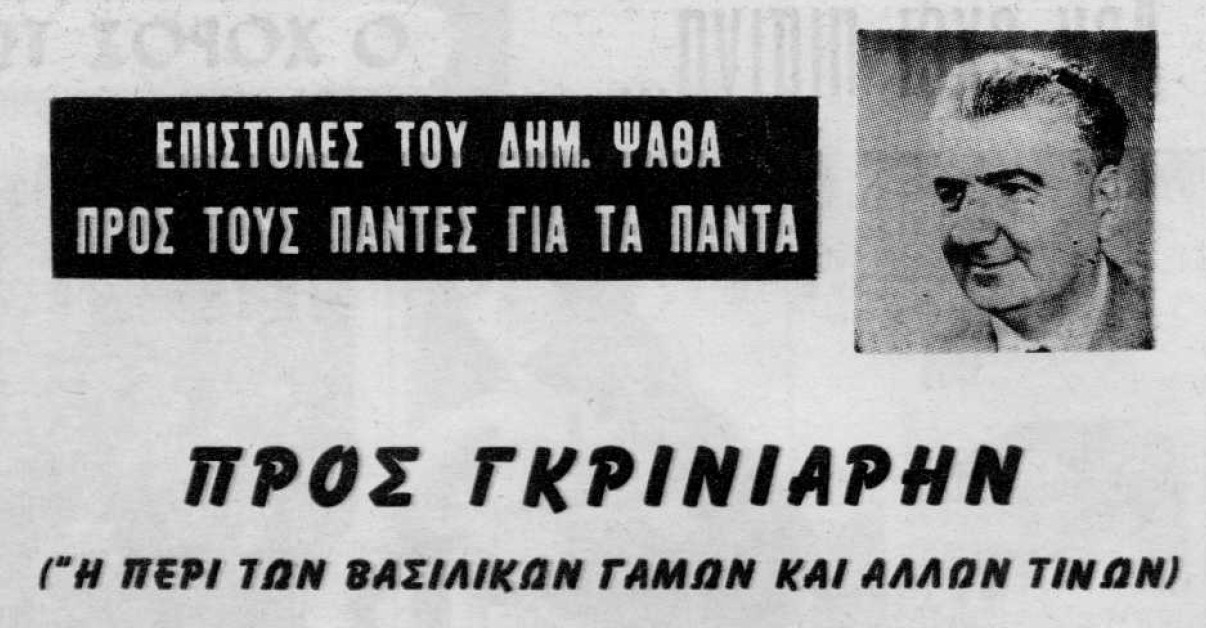 ΕΠΙΣΤΟΛΕΣ ΤΟΥ ΔΗΜ. ΨΑΘΑ
ΠΡΟΣ ΤΟΥΣ ΠΑΝΤΕΣ ΓΙΑ ΤΑ ΠΑΝΤΑ
ΠΡΟΣ ΓΚΡΙΝΙΑΡΗΝ
("Η ΠΕΡΙ ΤΩΝ ΒΑΣΙΛΙΚΩΝ ΓΑΜΩΝ ΚΑΙ ΑΛΛΩΝ ΤΙΝΩΝ)